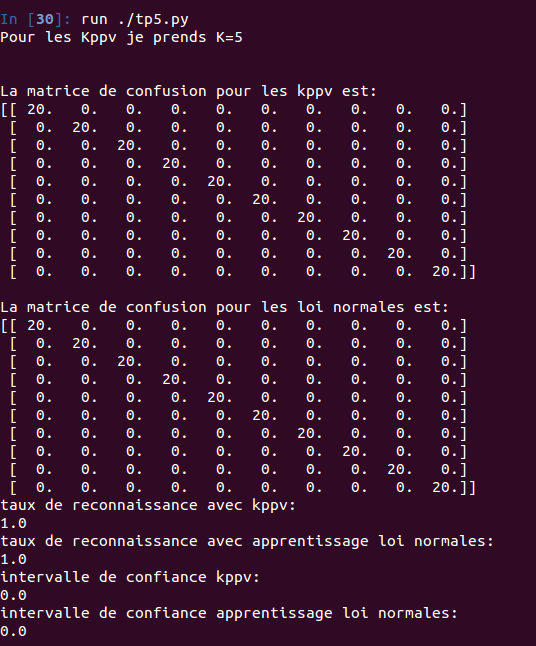 In [30]: run ./tp5.py
Pour les Kppv je prends K=5
La matrice de confusion pour les kppv est:
[[ 20. 0. 0. 0. 0. 0. 0. 0. 0. 0.]
[ 0. 20. 0. 0. 0. 0. 0. 0. 0. 0.]
[ 0. 0. 20. 0. 0. 0. 0. 0. 0. 0.]
[ 0. 0. 0. 20. 0. 0. 0. 0. 0. 0.]
[ 0. 0. 0. 0. 20. 0. 0. 0. 0. 0.]
[ 0. 0. 0. 0. 0. 20. 0. 0. 0. 0.]
[ 0. 0. 0. 0. 0. 0. 20. 0. 0. 0.]
[ 0. 0. 0. 0. 0. 0. 0. 20. 0. 0.]
[ 0. 0. 0. 0. 0. 0. 0. 0. 20. 0.]
[ 0. 0. 0. 0. 0. 0. 0. 0. 0. 20.]]
La matrice de confusion pour les loi normales est:
[[ 20. 0. 0. 0. 0. 0. 0. 0. 0. 0.]
[ 0. 20. 0. 0. 0. 0. 0. 0. 0. 0.]
[ 0. 0. 20. 0. 0. 0. 0. 0. 0. 0.]
[ 0. 0. 0. 20. 0. 0. 0. 0. 0. 0.]
[ 0. 0. 0. 0. 20. 0. 0. 0. 0. 0.]
[ 0. 0. 0. 0. 0. 20. 0. 0. 0. 0.]
[ 0. 0. 0. 0. 0. 0. 20. 0. 0. 0.]
[ 0. 0. 0. 0. 0. 0. 0. 20. 0. 0.]
[ 0. 0. 0. 0. 0. 0. 0. 0. 20. 0.]
[ 0. 0. 0. 0. 0. 0. 0. 0. 0. 20.]]
taux de reconnaissance avec kppv:
1.0
taux de reconnaissance avec apprentissage loi normales:
1.0
intervalle de confiance kppv:
0.0
intervalle de confiance apprentissage loi normales:
0.0